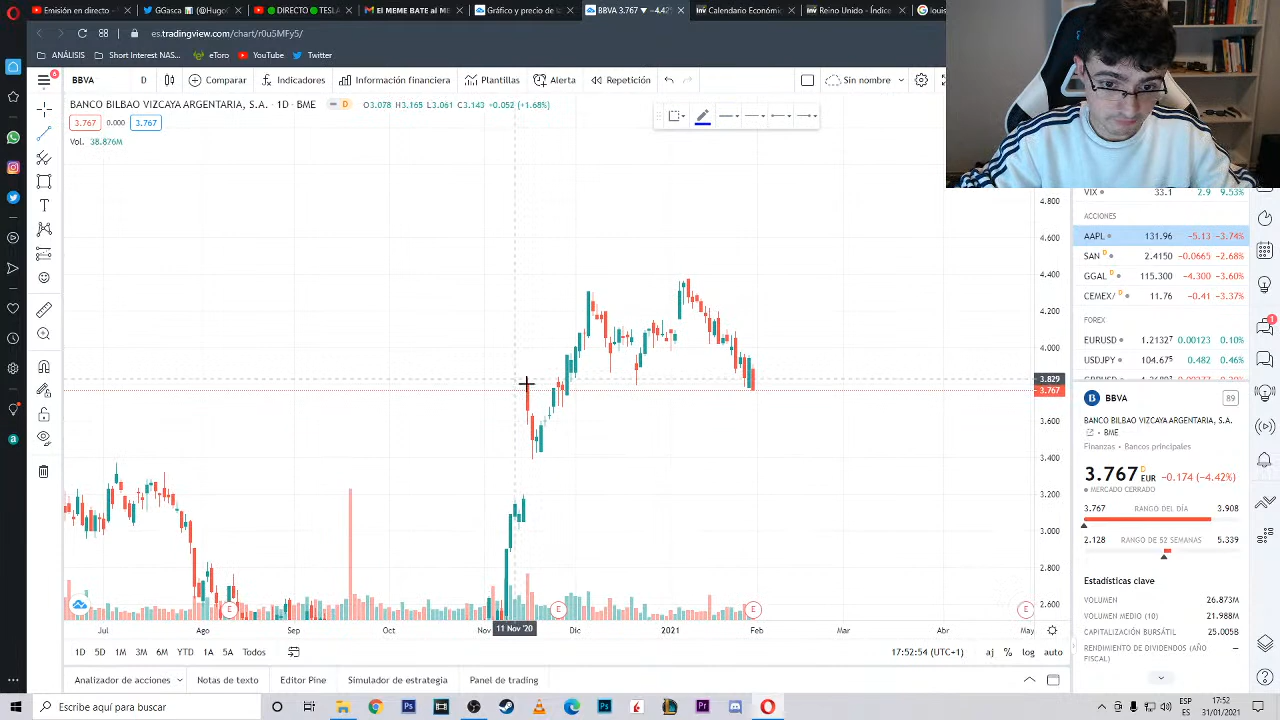 Emisión en directo -
Ggasas (@
DIRECTO
DIRECTO TESLA
El MEME BATE al ME
Gráfico y precio de
BBVA 3.767 ▼ −4.42
Calendario Económic
Reino Unido - Índice
louis
es.tradingview.com/chart/r0u5MFy5/
ANÁLISIS
Short Interest NAS...
eToro
YouTube
Twitter
6
BBVA
D
Comparar
Indicadores
Información financiera
Plantillas
Alerta
Repetición
Sin nombre
BANCO BILBAO VIZCAYA ARGENTARIA, S.A. · 1D · BME
D
O3.078 H3.165 L3.061 C3.143 +0.052 (+1.68%)
3.767
0.000
3.767
Vol. 38.876M
4.800
4.600
4.400
4.200
4.000
3.829
3.767
3.600
3.400
3.200
3.000
2.800
2.600
E
E
E
E
E
Jul
Ago
Sep
Oct
Nov
11 Nov '20
Dic
2021
Feb
Mar
Abr
May
1D
5D
1M
3M
6M
YTD
1A
5A
Todos
17:52:54 (UTC+1)
aj
%
log
auto
Analizador de acciones
Notas de texto
Editor Pine
Simulador de estrategia
Panel de trading
VIX 33.1 2.9 9.53%
ACCIONES
AAPL 131.96 −5.13 −3.74%
SAN D 2.4150 −0.0665 −2.68%
GGAL D 115.300 −4.300 −3.60%
CEMEX/ D 11.76 −0.41 −3.37%
FOREX
EURUSD 1.21327 0.00123 0.10%
USDJPY 104.675 0.482 0.46%
1
B
BBVA
89
BANCO BILBAO VIZCAYA ARGENTARIA, S.A.
BME
Finanzas • Bancos principales
3.767 D EUR −0.174 (−4.42%)
MERCADO CERRADO
3.767 RANGO DEL DÍA 3.908
2.128 RANGO DE 52 SEMANAS 5.339
Estadísticas clave
VOLUMEN 26.873M
VOLUMEN MEDIO (10) 21.988M
CAPITALIZACIÓN BURSÁTIL 25.005B
RENDIMIENTO DE DIVIDENDOS (AÑO
FISCAL) —
Escribe aquí para buscar
ESP
ES
17:52
31/01/2021